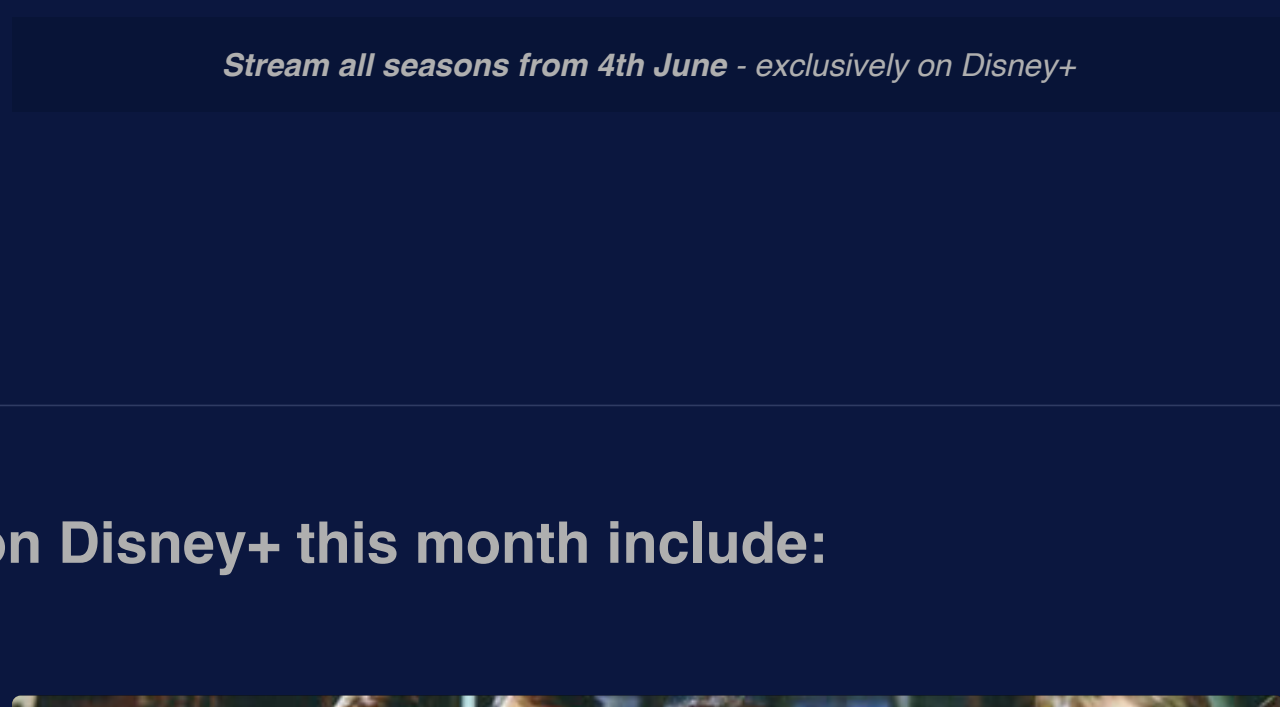 Stream all seasons from 4th June - exclusively on Disney+
on Disney+ this month include: